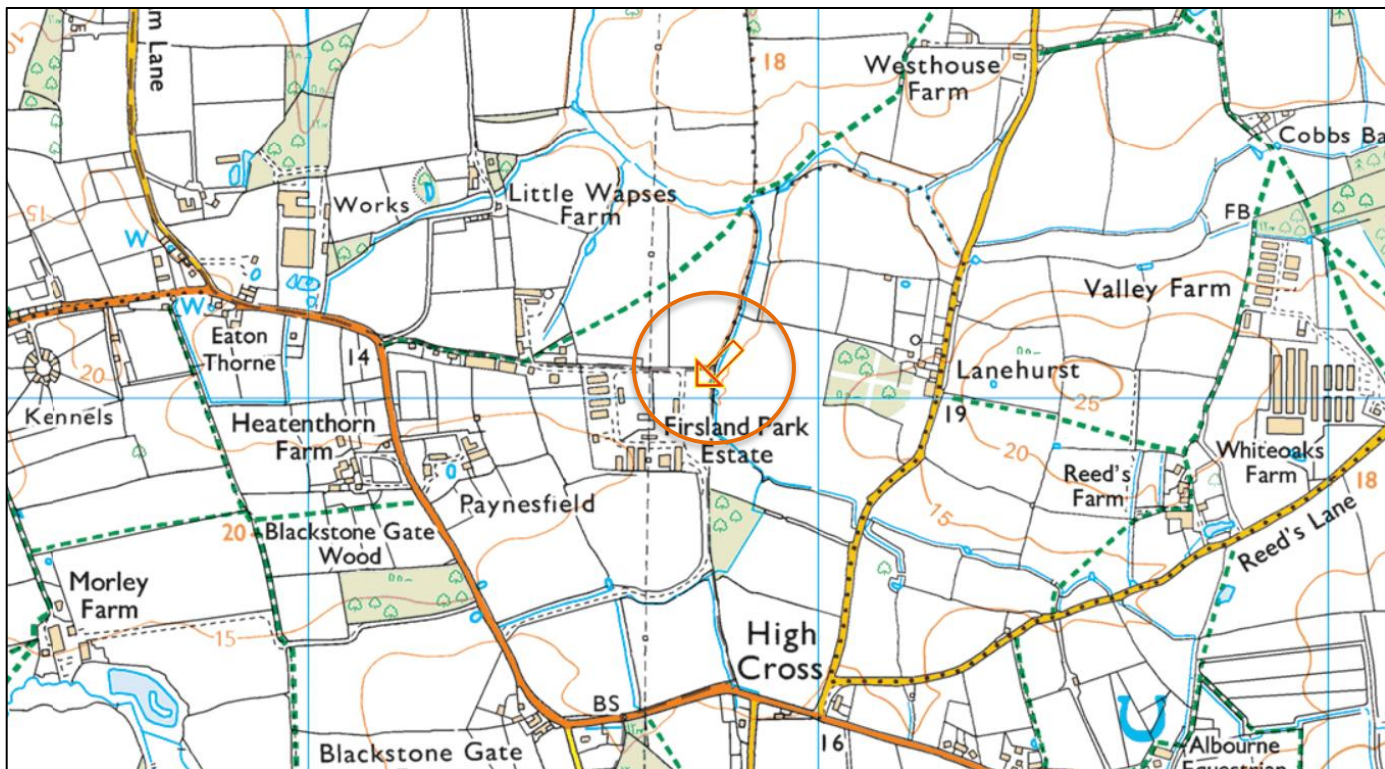 m Lane
10
18
Westhouse
Farm
Cobbs Ba
Works
Little Wapses
Farm
15
W
FB
W
Valley Farm
Eaton
Thorne
14
20
Kennels
Lanehurst
25
19
Heatenthorn
Farm
Firsland Park
Estate
20
Whiteoaks
Farm
Reed's
Farm
18
Paynesfield
15
20
Blackstone Gate
Wood
Reed's Lane
Morley
Farm
15
High
Cross
BS
16
Blackstone Gate
Albourne
Equestrian